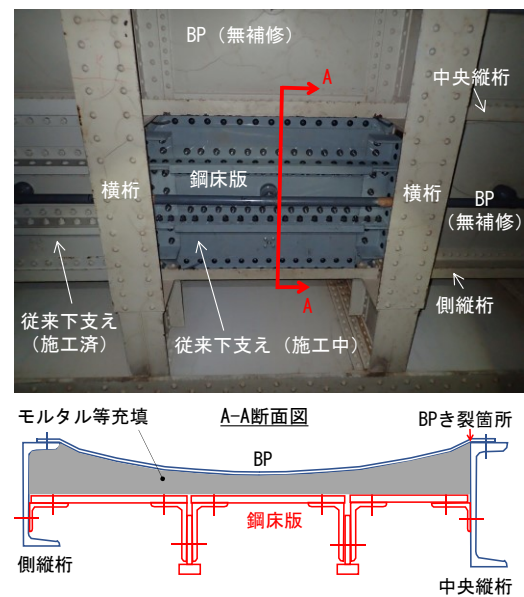 BP（無補修）
A
中央縦桁
鋼床版
横桁
横桁
BP
（無補修）
A
側縦桁
従来下支え
（施工済）
従来下支え（施工中）
モルタル等充填
A-A断面図
BPき裂箇所
BP
鋼床版
側縦桁
中央縦桁